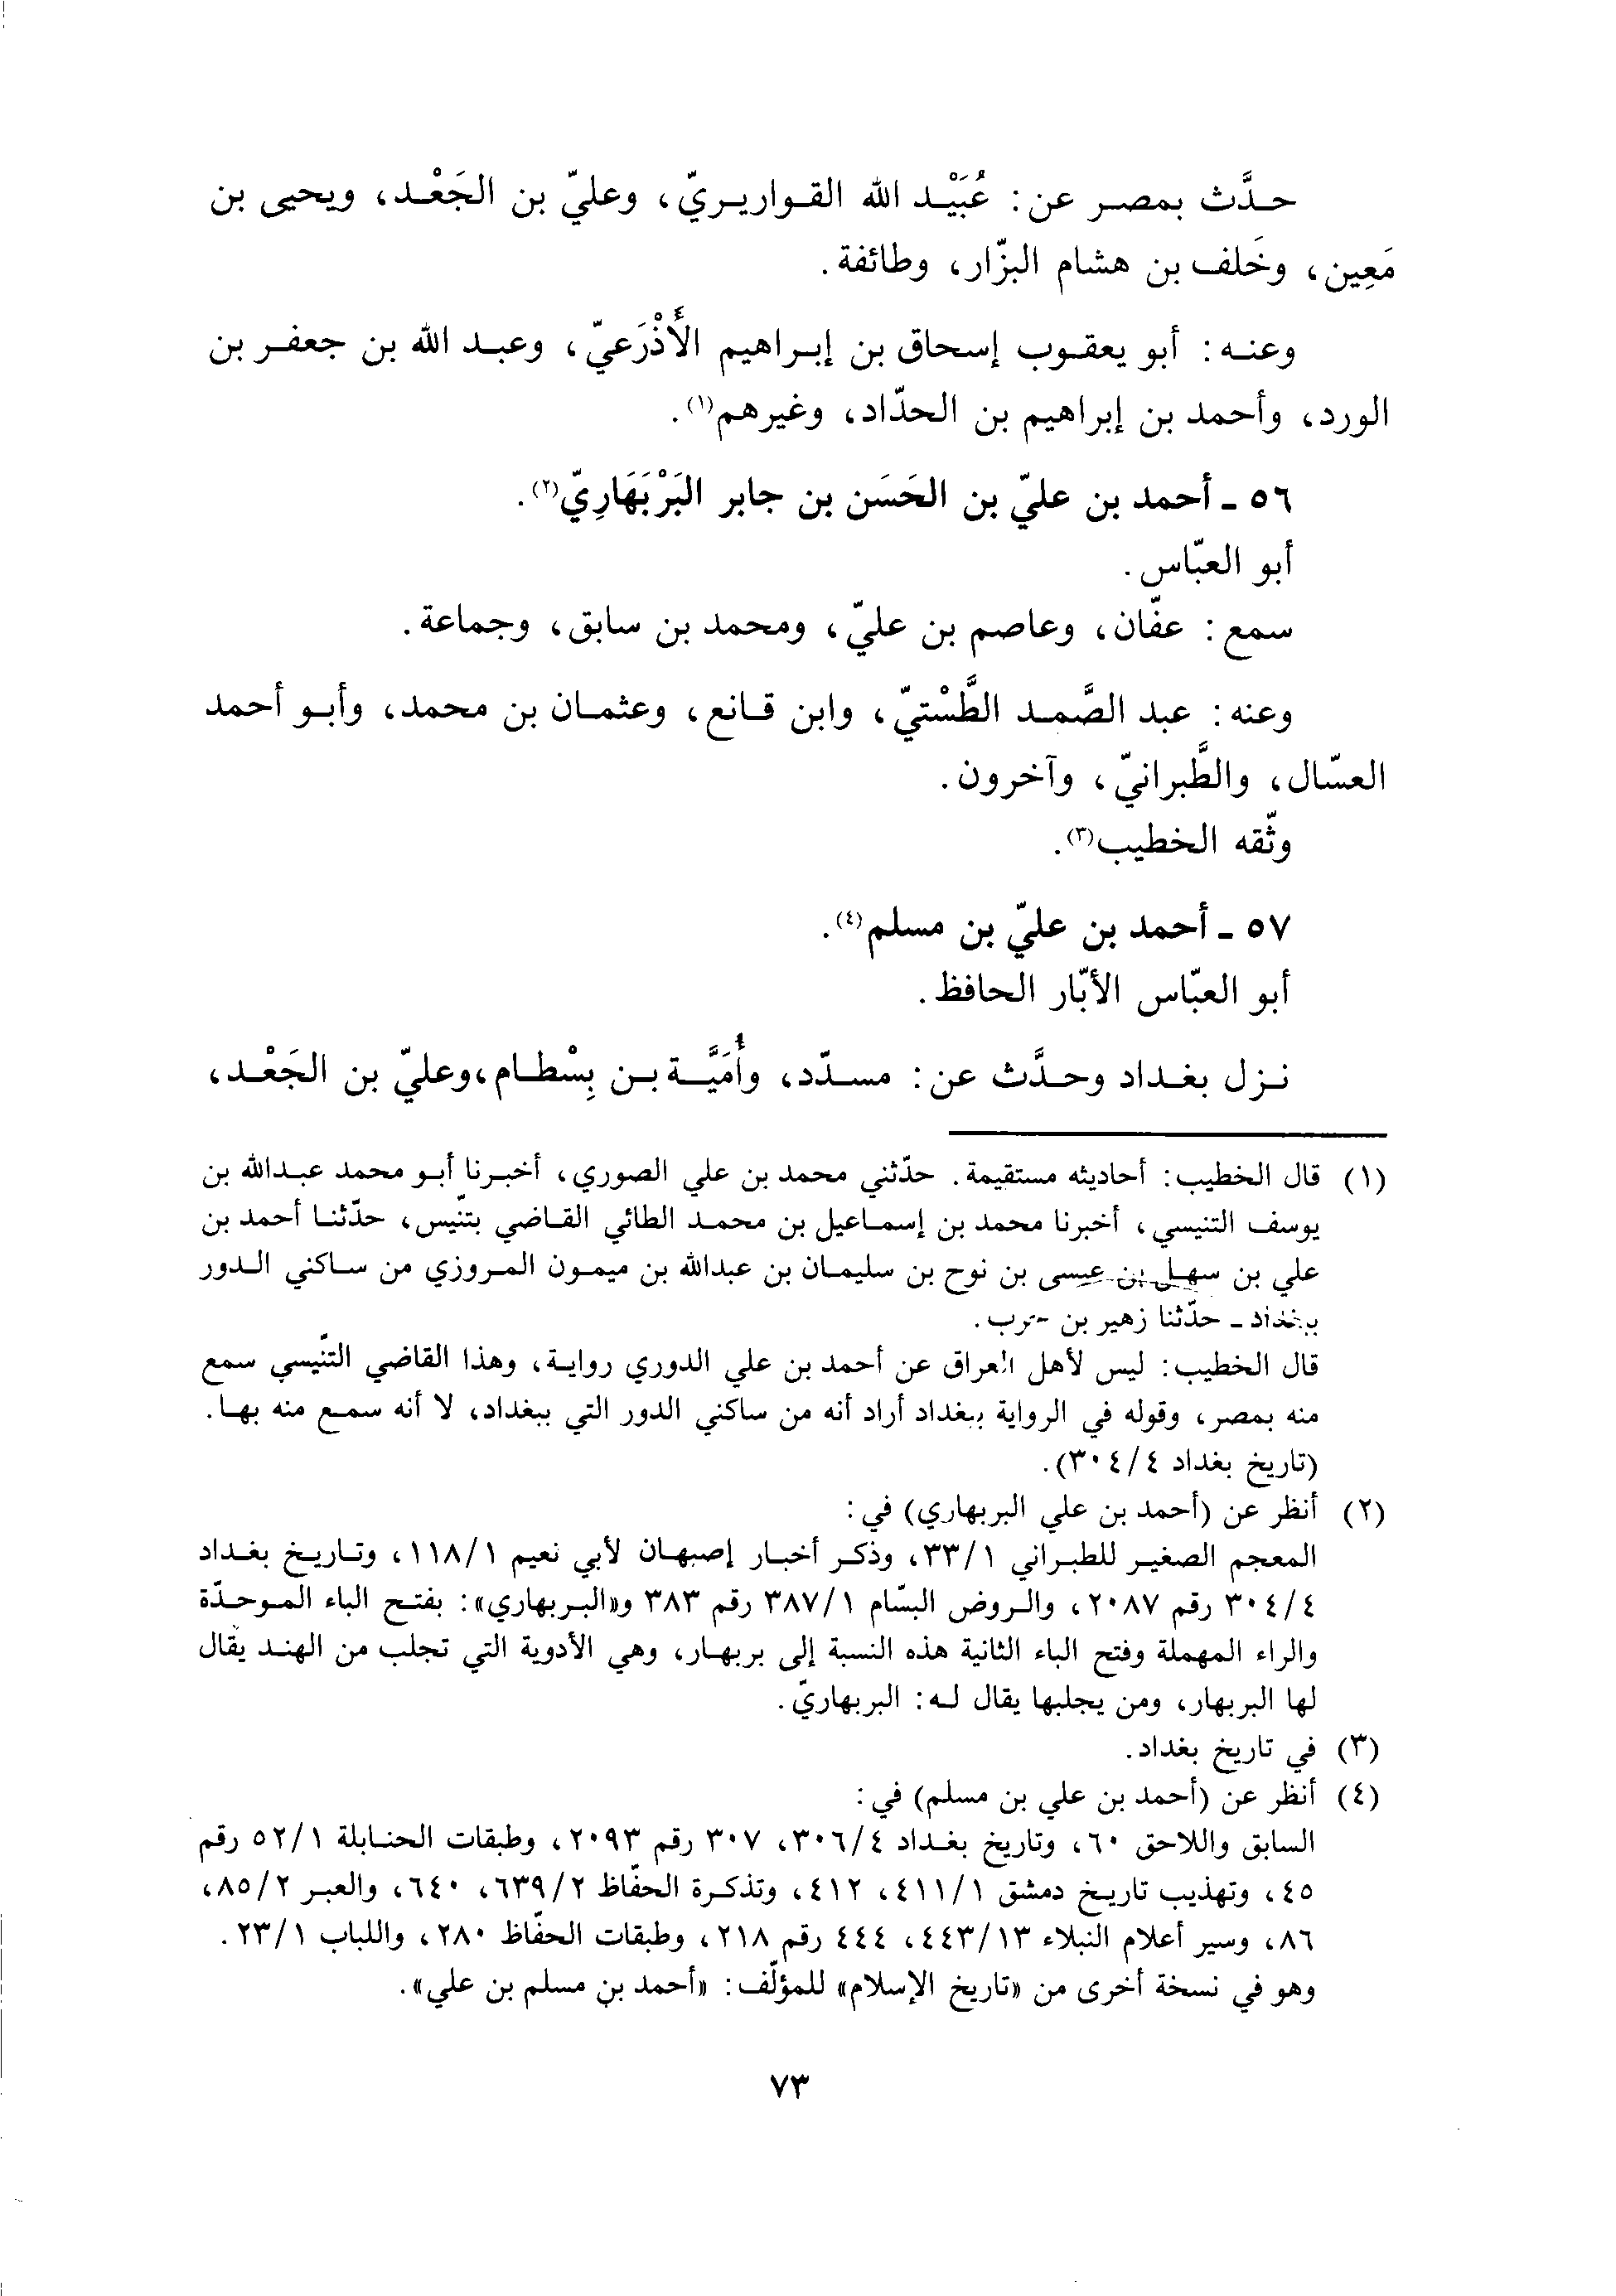 حدَّث بمصر عن: عُبَيْد الله القواريريّ، وعليّ بن الجَعْد، ويحيى بن
مَعِين، وخَلف بن هشام البزّار، وطائفة.
وعنه: أبو يعقوب إسحاق بن إبراهيم الأَذْرَعيّ، وعبد الله بن جعفر بن
الورد، وأحمد بن إبراهيم بن الحدّاد، وغيرهم(١).
٥٦ ـ أحمد بن عليّ بن الحَسَن بن جابر البَرْبَهَارِيّ(٢).
أبو العبّاس.
سمع: عفّان، وعاصم بن عليّ، ومحمد بن سابق، وجماعة.
وعنه: عبد الصَّمد الطَّسْتيّ، وابن قانع، وعثمان بن محمد، وأبو أحمد
العسّال، والطَّبرانيّ، وآخرون.
وثّقه الخطيب(٣).
٥٧ ـ أحمد بن عليّ بن مسلم(٤).
أبو العبّاس الأبّار الحافظ.
نزل بغداد وحدَّث عن: مسدّد، وأُمَيَّة بن بِسْطام، وعليّ بن الجَعْد،
(١) قال الخطيب: أحاديثه مستقيمة. حدّثني محمد بن علي الصوري، أخبرنا أبو محمد عبدالله بن
يوسف التنيسي، أخبرنا محمد بن إسماعيل بن محمد الطائي القاضي بتنّيس، حدّثنا أحمد بن
علي بن سهل بن عيسى بن نوح بن سليمان بن عبدالله بن ميمون المروزي من ساكني الدور
ببغداد ـ حدّثنا زهير بن حرب.
قال الخطيب: ليس لأهل العراق عن أحمد بن علي الدوري رواية، وهذا القاضي التنّيسي سمع
منه بمصر، وقوله في الرواية ببغداد أراد أنه من ساكني الدور التي ببغداد، لا أنه سمع منه بها.
(تاريخ بغداد ٣٠٤/٤).
(٢) أنظر عن (أحمد بن علي البربهاري) في:
المعجم الصغير للطبراني ٣٣/١، وذكر أخبار إصبهان لأبي نعيم ١١٨/١، وتاريخ بغداد
٣٠٤/٤ رقم ٢٠٨٧، والروض البسّام ٣٨٧/١ رقم ٣٨٣ و«البربهاري»: بفتح الباء الموحدّة
والراء المهملة وفتح الباء الثانية هذه النسبة إلى بربهار، وهي الأدوية التي تجلب من الهند يقال
لها البربهار، ومن يجلبها يقال له: البربهاريّ.
(٣) في تاريخ بغداد.
(٤) أنظر عن (أحمد بن علي بن مسلم) في:
السابق واللاحق ٦٠، وتاريخ بغداد ٣٠٦/٤، ٣٠٧ رقم ٢٠٩٣، وطبقات الحنابلة ٥٢/١ رقم
٤٥، وتهذيب تاريخ دمشق ٤١١/١، ٤١٢، وتذكرة الحفّاظ ٦٣٩/٢، ٦٤٠، والعبر ٨٥/٢،
٨٦، وسير أعلام النبلاء ٤٤٣/١٣، ٤٤٤ رقم ٢١٨، وطبقات الحفّاظ ٢٨٠، واللباب ٢٣/١.
وهو في نسخة أخرى من «تاريخ الإسلام» للمؤلّف: «أحمد بن مسلم بن علي».
٧٣